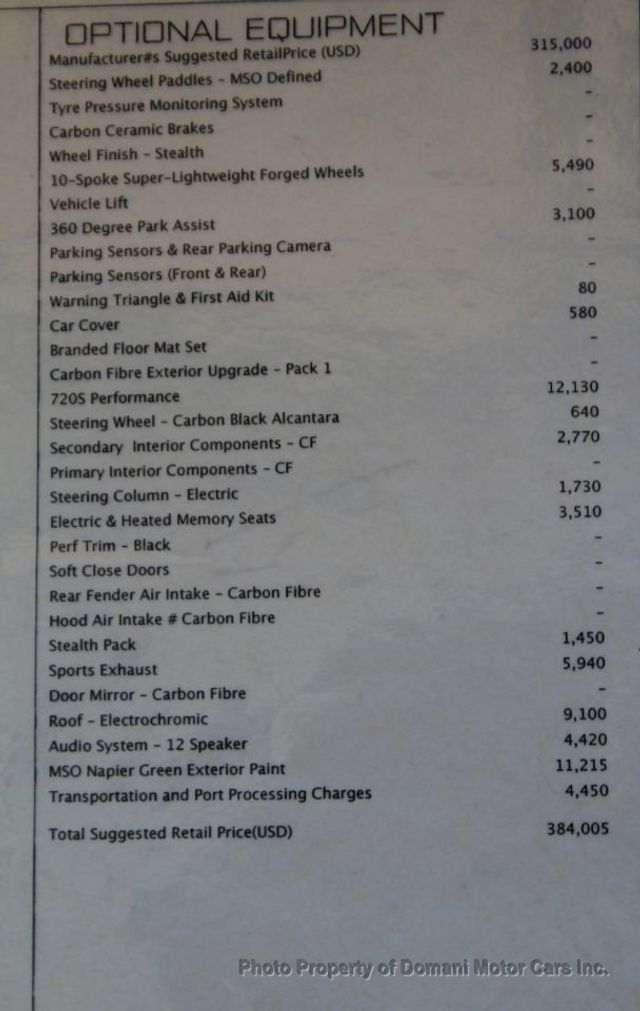 OPTIONAL EQUIPMENT
Manufacturer#s Suggested RetailPrice (USD) 315,000
Steering Wheel Paddles - MSO Defined 2,400
Tyre Pressure Monitoring System -
Carbon Ceramic Brakes -
Wheel Finish - Stealth -
10-Spoke Super-Lightweight Forged Wheels 5,490
Vehicle Lift -
360 Degree Park Assist 3,100
Parking Sensors & Rear Parking Camera -
Parking Sensors (Front & Rear) -
Warning Triangle & First Aid Kit 80
Car Cover 580
Branded Floor Mat Set -
Carbon Fibre Exterior Upgrade - Pack 1 -
720S Performance 12,130
Steering Wheel - Carbon Black Alcantara 640
Secondary Interior Components - CF 2,770
Primary Interior Components - CF -
Steering Column - Electric 1,730
Electric & Heated Memory Seats 3,510
Perf Trim - Black -
Soft Close Doors -
Rear Fender Air Intake - Carbon Fibre -
Hood Air Intake # Carbon Fibre -
Stealth Pack 1,450
Sports Exhaust 5,940
Door Mirror - Carbon Fibre -
Roof - Electrochromic 9,100
Audio System - 12 Speaker 4,420
MSO Napier Green Exterior Paint 11,215
Transportation and Port Processing Charges 4,450
Total Suggested Retail Price(USD) 384,005
Photo Property of Domani Motor Cars Inc.